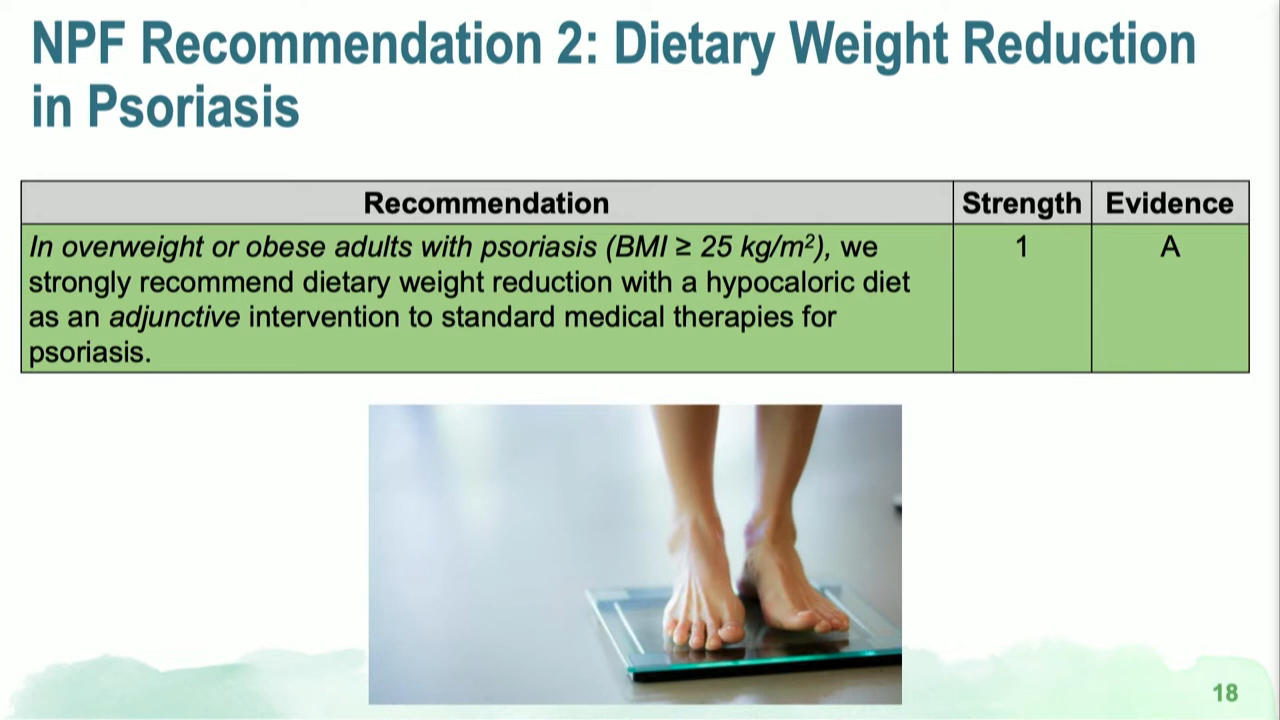 NPF Recommendation 2: Dietary Weight Reduction
in Psoriasis
Recommendation Strength Evidence
In overweight or obese adults with psoriasis (BMI ≥ 25 kg/m²), we 1 A
strongly recommend dietary weight reduction with a hypocaloric diet
as an adjunctive intervention to standard medical therapies for
psoriasis.
18